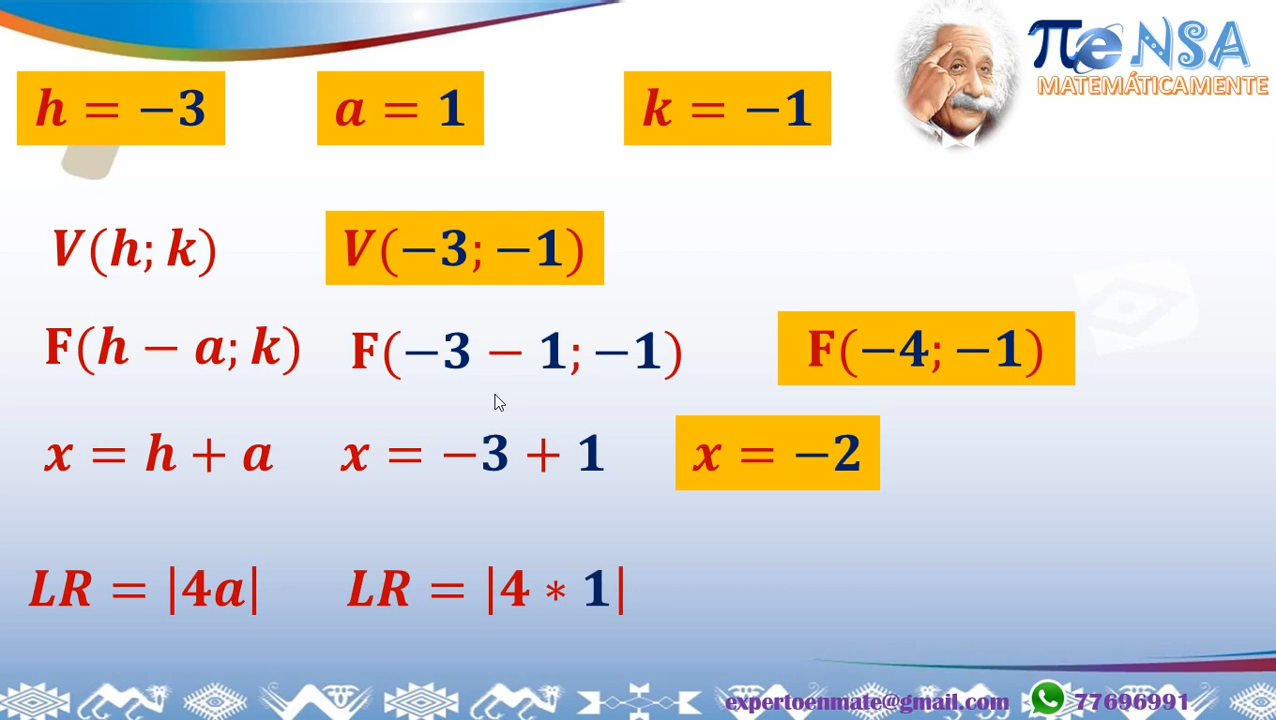 πeNSA
MATEMÁTICAMENTE
h = −3 a = 1 k = −1
V(h; k) V(−3; −1)
F(h − a; k) F(−3 − 1; −1) F(−4; −1)
x = h + a x = −3 + 1 x = −2
LR = |4a| LR = |4 * 1|
expertoenmate@gmail.com 77696991